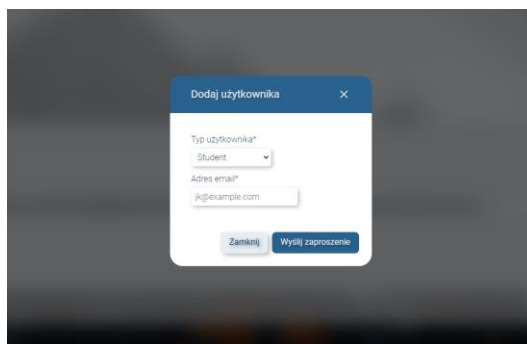 Dodaj użytkownika
Typ użytkownika*
Student
Adres email*
jk@example.com
Zamknij Wyślij zaproszenie